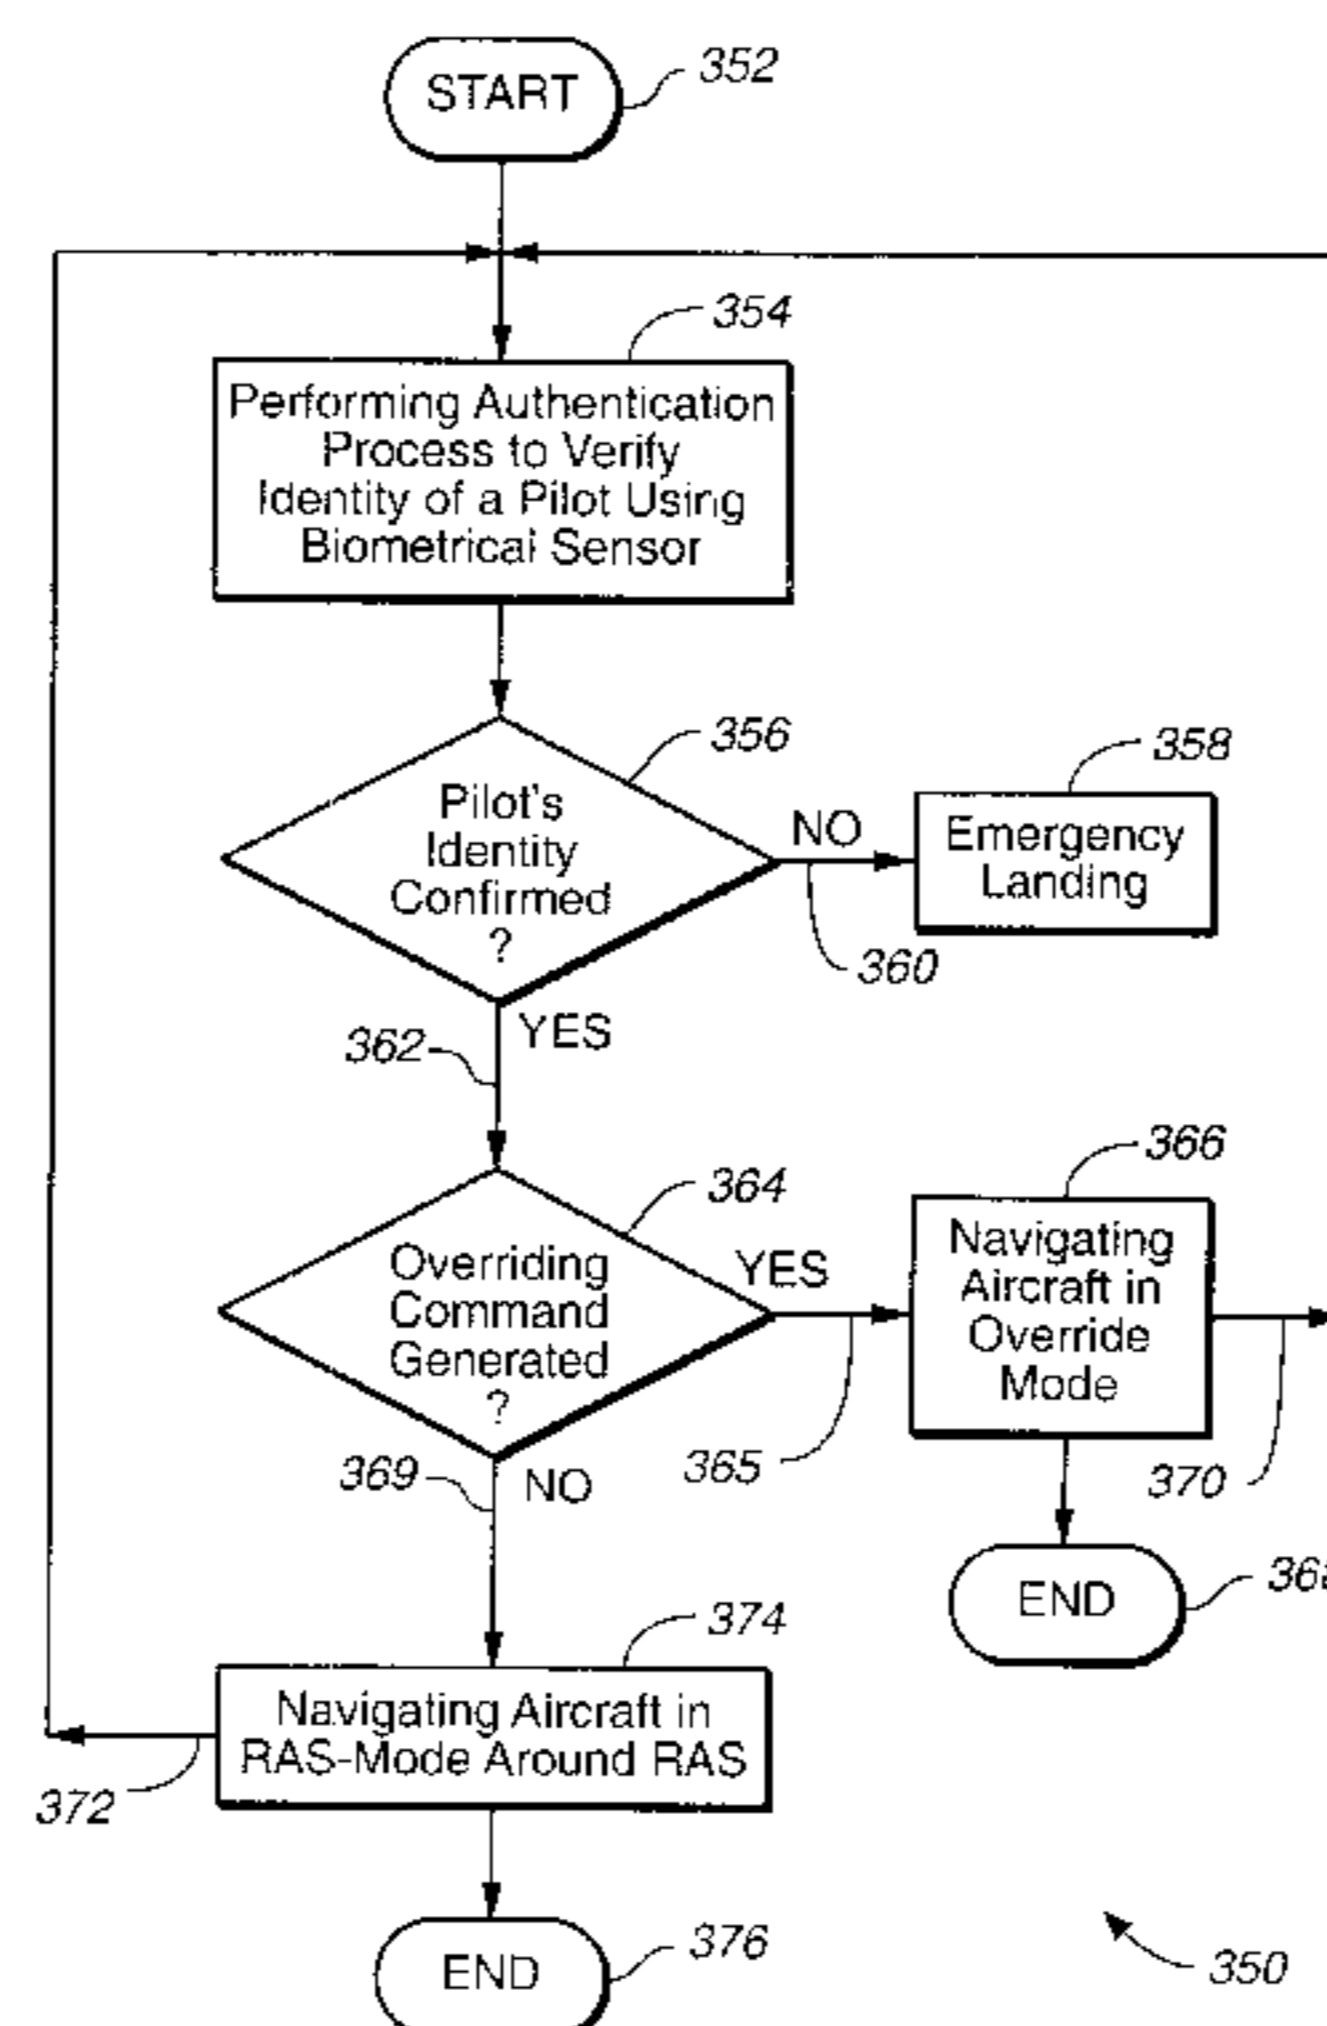 START
352
354
Performing Authentication
Process to Verify
Identity of a Pilot Using
Biometrical Sensor
356
Pilot's
Identity
Confirmed
?
NO
360
358
Emergency
Landing
YES
362
364
Overriding
Command
Generated
?
YES
365
366
Navigating
Aircraft in
Override
Mode
370
END
369
NO
374
Navigating Aircraft in
RAS-Mode Around RAS
372
END
376
350